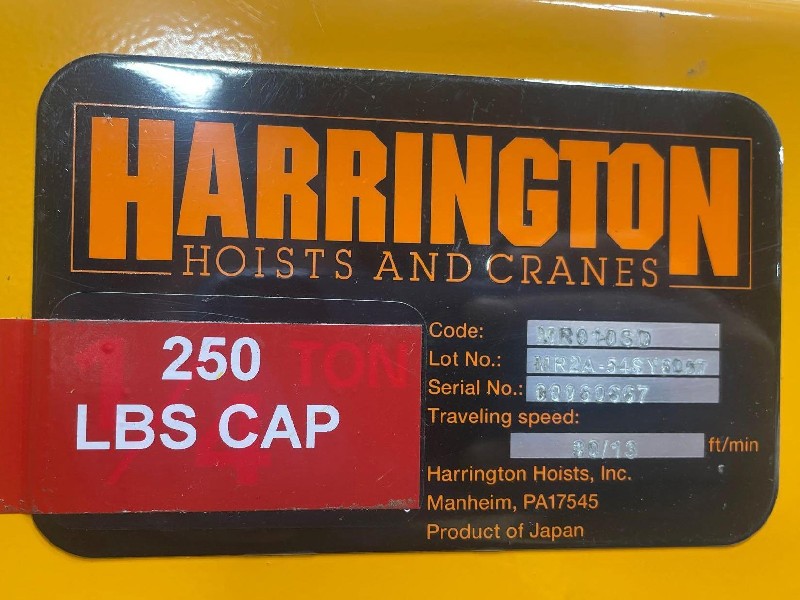 HARRINGTON
HOISTS AND CRANES
250
LBS CAP
TON
Code:
Lot No.:
Serial No.:
Traveling speed:
ft/min
Harrington Hoists, Inc.
Manheim, PA17545
Product of Japan